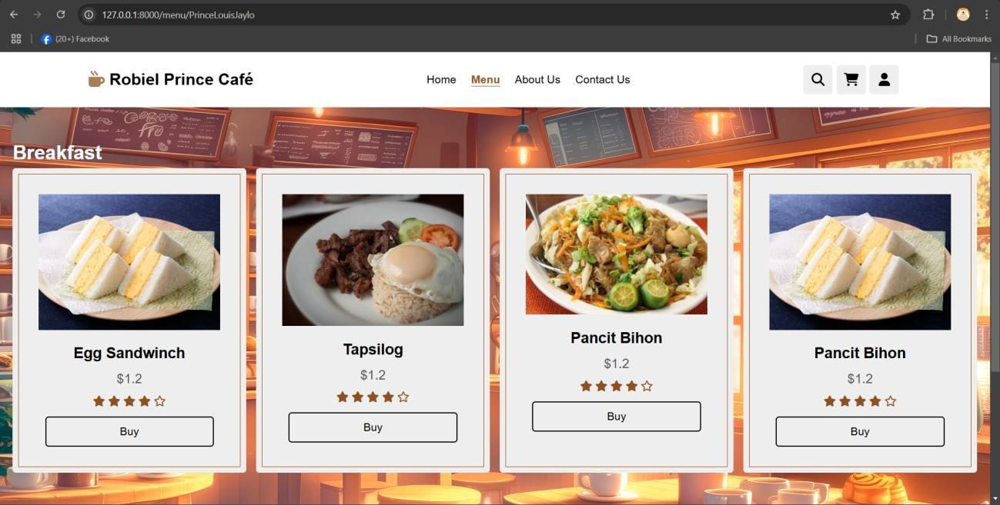 127.0.0.1:8000/menu/PrinceLouisJaylo
(20+) Facebook
All Bookmarks
Robiel Prince Café
Home
Menu
About Us
Contact Us
Breakfast
Egg Sandwinch
$1.2
Buy
Tapsilog
$1.2
Buy
Pancit Bihon
$1.2
Buy
Pancit Bihon
$1.2
Buy